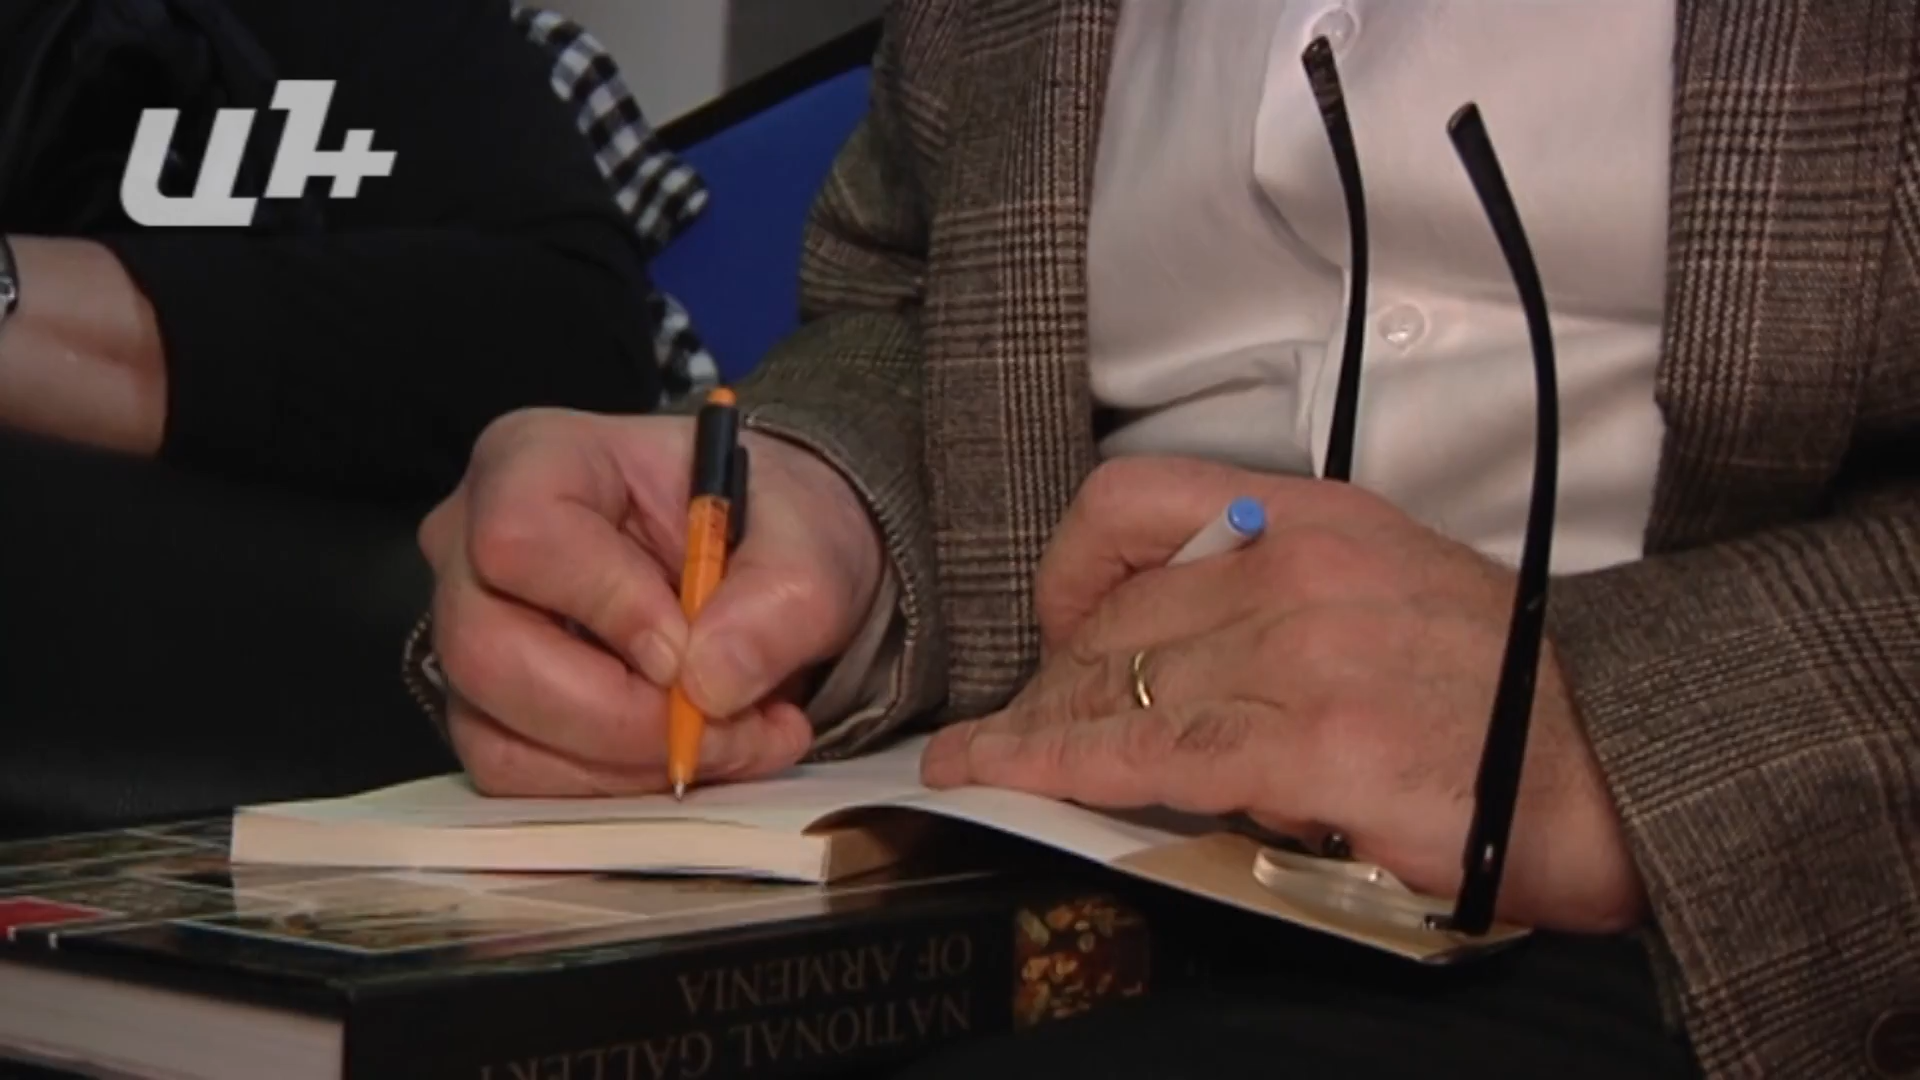 Ա1+
NATIONAL GALLERY
OF ARMENIA